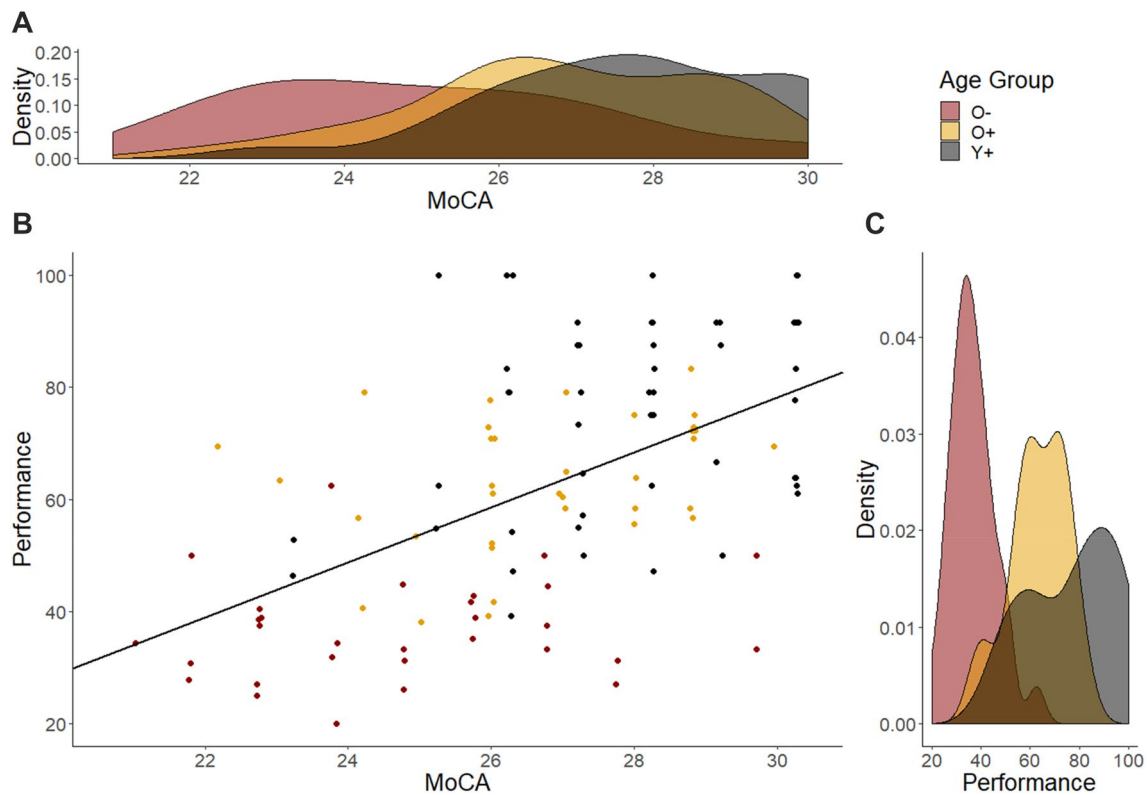 A
Density
0.20
0.15
0.10
0.05
0.00
22 24 26 28 30
MoCA
Age Group
O-
O+
Y+
B
Performance
100
80
60
40
20
22 24 26 28 30
MoCA
C
Density
0.04
0.03
0.02
0.01
0.00
20 40 60 80 100
Performance